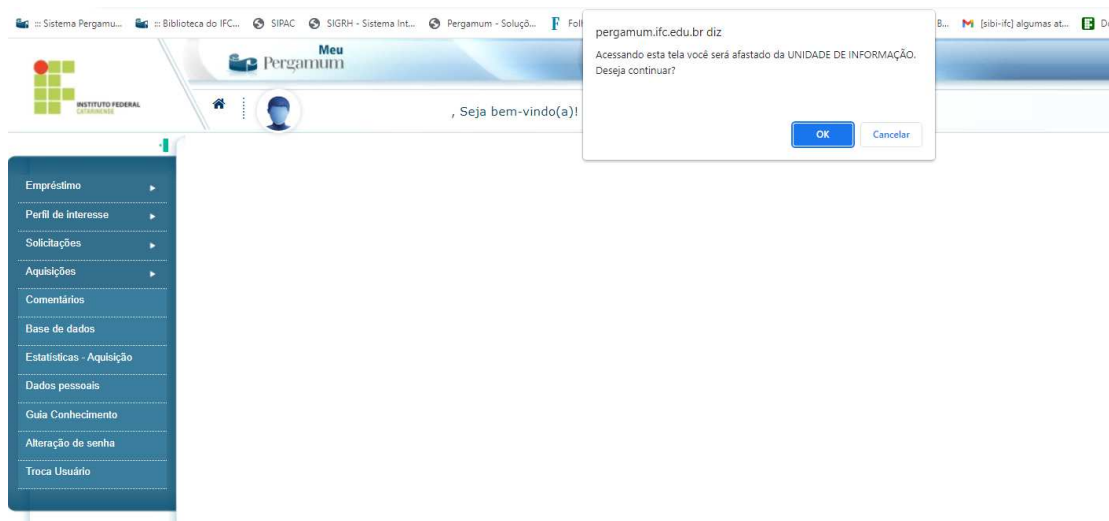 ::: Sistema Pergamu...
::: Biblioteca do IFC...
SIPAC
SIGRH - Sistema Int...
Pergamum - Soluçõ...
Foll
B...
[sibi-ifc] algumas at...
pergamum.ifc.edu.br diz
Acessando esta tela você será afastado da UNIDADE DE INFORMAÇÃO.
Deseja continuar?
OK
Cancelar
Meu
Pergamum
INSTITUTO FEDERAL
CATARINENSE
, Seja bem-vindo(a)!
Empréstimo
Perfil de interesse
Solicitações
Aquisições
Comentários
Base de dados
Estatísticas - Aquisição
Dados pessoais
Guia Conhecimento
Alteração de senha
Troca Usuário